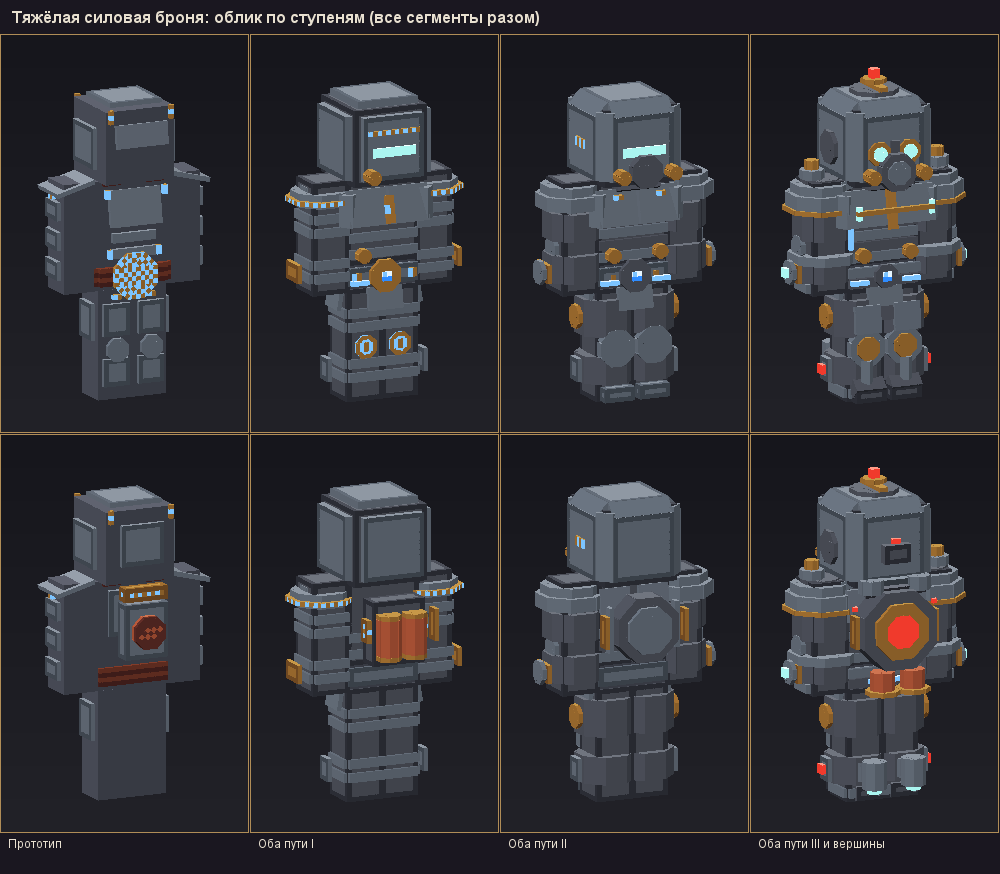 Тяжёлая силовая броня: облик по ступеням (все сегменты разом)
Прототип
Оба пути I
Оба пути II
Оба пути III и вершины